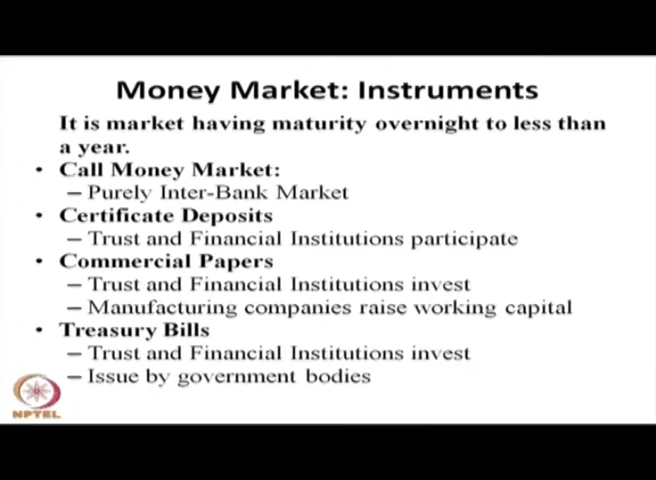 Money Market: Instruments
It is market having maturity overnight to less than
a year.
• Call Money Market:
– Purely Inter-Bank Market
• Certificate Deposits
– Trust and Financial Institutions participate
• Commercial Papers
– Trust and Financial Institutions invest
– Manufacturing companies raise working capital
• Treasury Bills
– Trust and Financial Institutions invest
– Issue by government bodies
NPTEL